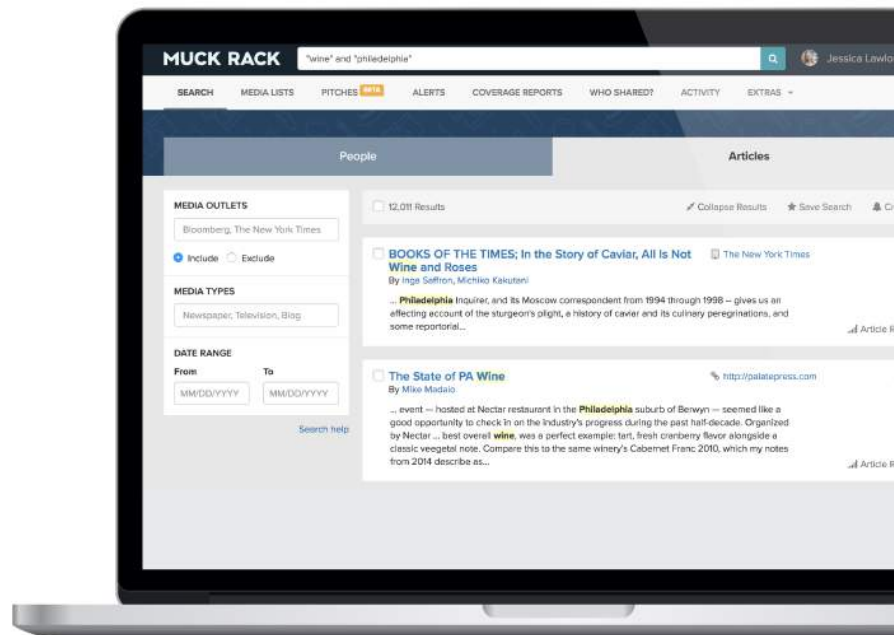 MUCK RACK
"wine" and "philedelphia"
Jessica Lawlo
SEARCH
MEDIA LISTS
PITCHES BETA
ALERTS
COVERAGE REPORTS
WHO SHARED?
ACTIVITY
EXTRAS
People
Articles
MEDIA OUTLETS
Bloomberg, The New York Times
Include Exclude
MEDIA TYPES
Newspaper, Television, Blog
DATE RANGE
From To
MM/DD/YYYY MM/DD/YYYY
Search help
12,011 Results
Collapse Results
Save Search
BOOKS OF THE TIMES; In the Story of Caviar, All Is Not
Wine and Roses
The New York Times
By Inga Saffron, Michiko Kakutani
... Philadelphia Inquirer, and its Moscow correspondent from 1994 through 1998 -- gives us an
affecting account of the sturgeon's plight, a history of caviar and its culinary peregrinations, and
some reportorial...
Article R
The State of PA Wine
http://palatepress.com
By Mike Madaio
... event — hosted at Nectar restaurant in the Philadelphia suburb of Berwyn — seemed like a
good opportunity to check in on the industry's progress during the past half-decade. Organized
by Nectar ... best overall wine, was a perfect example: tart, fresh cranberry flavor alongside a
classic veegetal note. Compare this to the same winery's Cabernet Franc 2010, which my notes
from 2014 describe as...
Article R